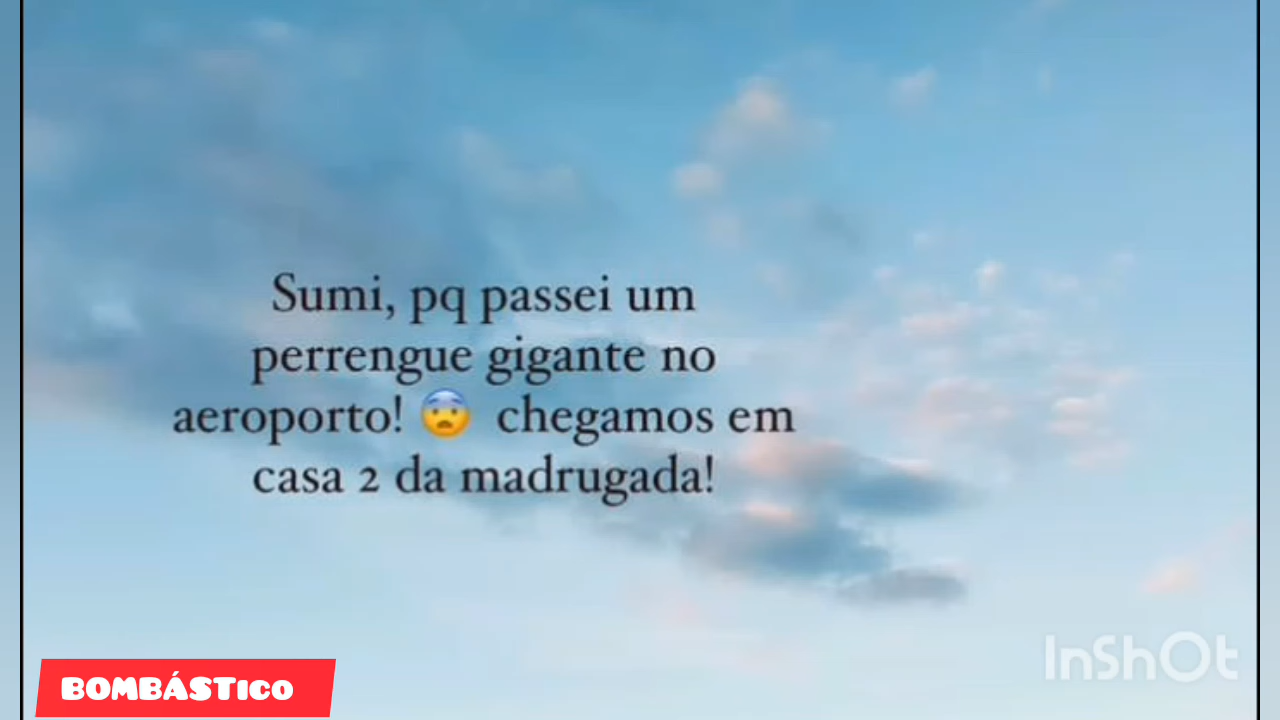 Sumi, pq passei um
perrengue gigante no
aeroporto! 😨 chegamos em
casa 2 da madrugada!
InShOt
BOMBÁSTICO